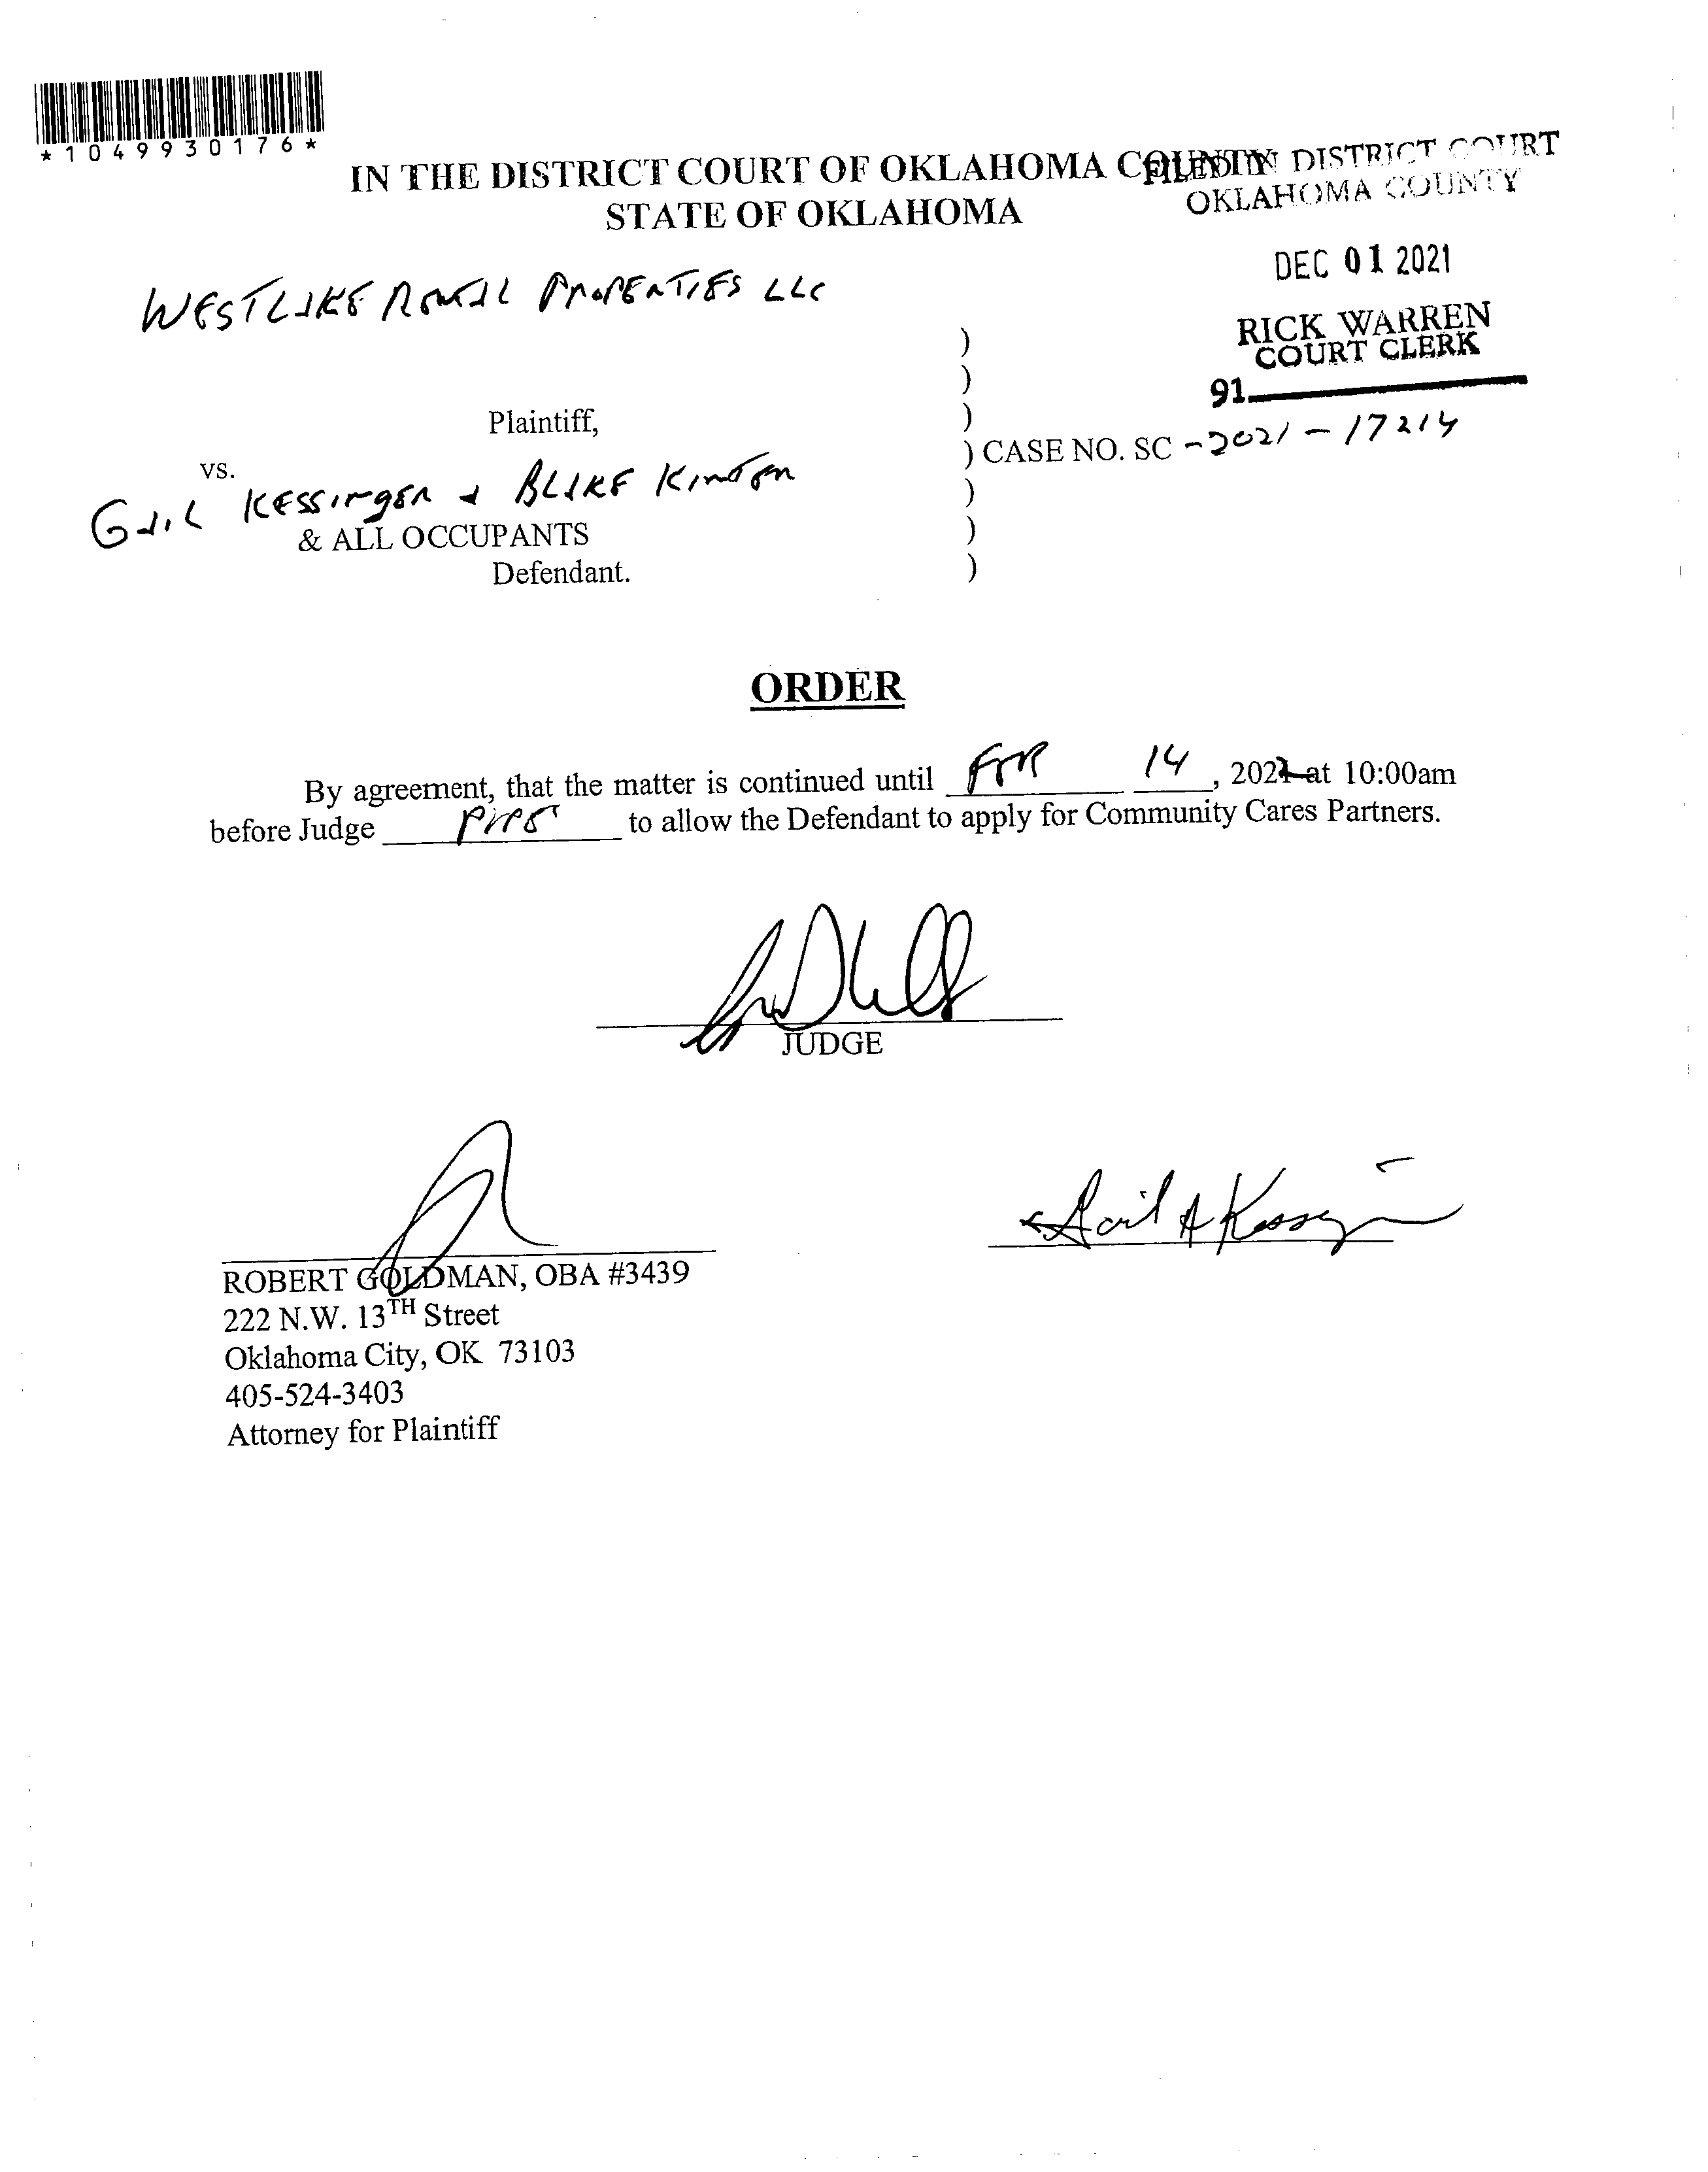 *1049930176*
IN THE DISTRICT COURT OF OKLAHOMA COUNTY
STATE OF OKLAHOMA
FILED IN DISTRICT COURT
OKLAHOMA COUNTY
DEC 01 2021
RICK WARREN
COURT CLERK
91
WESTLAKE RENTAL PROPERTIES LLC
)
)
Plaintiff, )
vs. ) CASE NO. SC -2021-17214
GAIL KESSINGER & BLAKE )
& ALL OCCUPANTS )
Defendant. )
ORDER
By agreement, that the matter is continued until FEB 14, 2022 at 10:00am
before Judge to allow the Defendant to apply for Community Cares Partners.
JUDGE
Gail A Kessinger
ROBERT GOLDMAN, OBA #3439
222 N.W. 13TH Street
Oklahoma City, OK 73103
405-524-3403
Attorney for Plaintiff